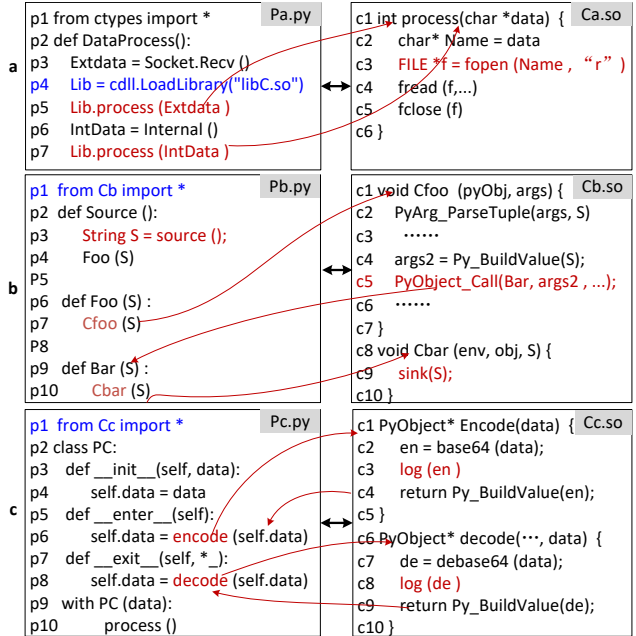 Pa.py
p1 from ctypes import *
p2 def DataProcess():
p3 Extdata = Socket.Recv ()
p4 Lib = cdll.LoadLibrary("libC.so")
p5 Lib.process (Extdata )
p6 IntData = Internal ()
p7 Lib.process (IntData )
Ca.so
c1 int process(char *data) {
c2 char* Name = data
c3 FILE *f = fopen (Name , “r”)
c4 fread (f,...)
c5 fclose (f)
c6 }
a
Pb.py
p1 from Cb import *
p2 def Source ():
p3 String S = source ();
p4 Foo (S)
P5
p6 def Foo (S) :
p7 Cfoo (S)
P8
p9 def Bar (S) :
p10 Cbar (S)
Cb.so
c1 void Cfoo (pyObj, args) {
c2 PyArg_ParseTuple(args, S)
c3 ……
c4 args2 = Py_BuildValue(S);
c5 PyObject_Call(Bar, args2 , ...);
c6 ……
c7 }
c8 void Cbar (env, obj, S) {
c9 sink(S);
c10 }
b
Pc.py
p1 from Cc import *
p2 class PC:
p3 def __init__(self, data):
p4 self.data = data
p5 def __enter__(self):
p6 self.data = encode (self.data)
p7 def __exit__(self, *_):
p8 self.data = decode (self.data)
p9 with PC (data):
p10 process ()
Cc.so
c1 PyObject* Encode(data) {
c2 en = base64 (data);
c3 log (en )
c4 return Py_BuildValue(en);
c5 }
c6 PyObject* decode(…, data) {
c7 de = debase64 (data);
c8 log (de )
c9 return Py_BuildValue(de);
c10 }
c